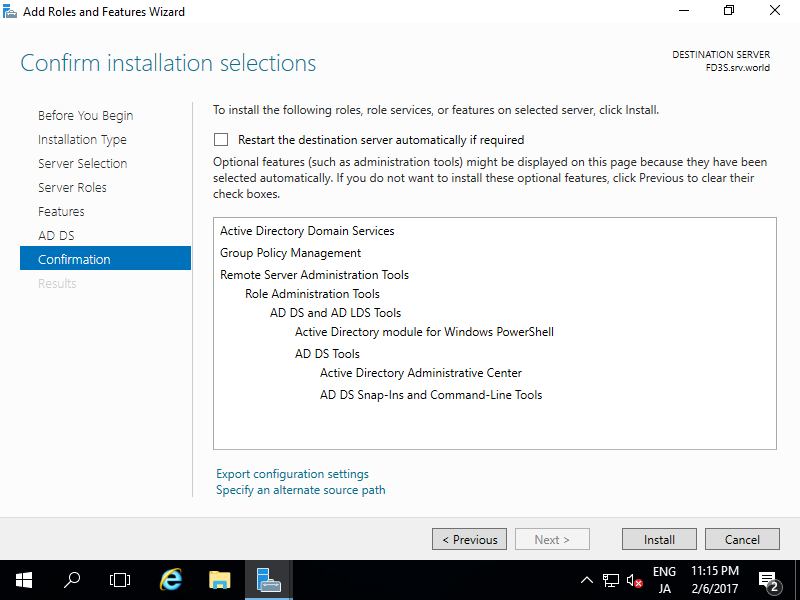 Add Roles and Features Wizard
Confirm installation selections
DESTINATION SERVER
FD3S.srv.world
Before You Begin
Installation Type
Server Selection
Server Roles
Features
AD DS
Confirmation
Results
To install the following roles, role services, or features on selected server, click Install.
Restart the destination server automatically if required
Optional features (such as administration tools) might be displayed on this page because they have been
selected automatically. If you do not want to install these optional features, click Previous to clear their
check boxes.
Active Directory Domain Services
Group Policy Management
Remote Server Administration Tools
Role Administration Tools
AD DS and AD LDS Tools
Active Directory module for Windows PowerShell
AD DS Tools
Active Directory Administrative Center
AD DS Snap-Ins and Command-Line Tools
Export configuration settings
Specify an alternate source path
< Previous
Next >
Install
Cancel
ENG
JA
11:15 PM
2/6/2017
2